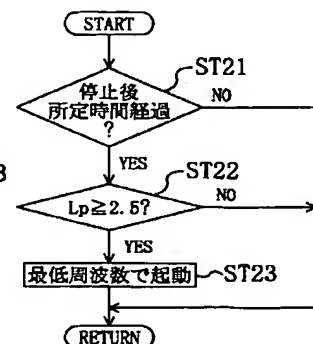 START
停止後
所定時間経過
?
ST21
NO
YES
3
Lp≧2.5?
ST22
NO
YES
最低周波数で起動
ST23
RETURN